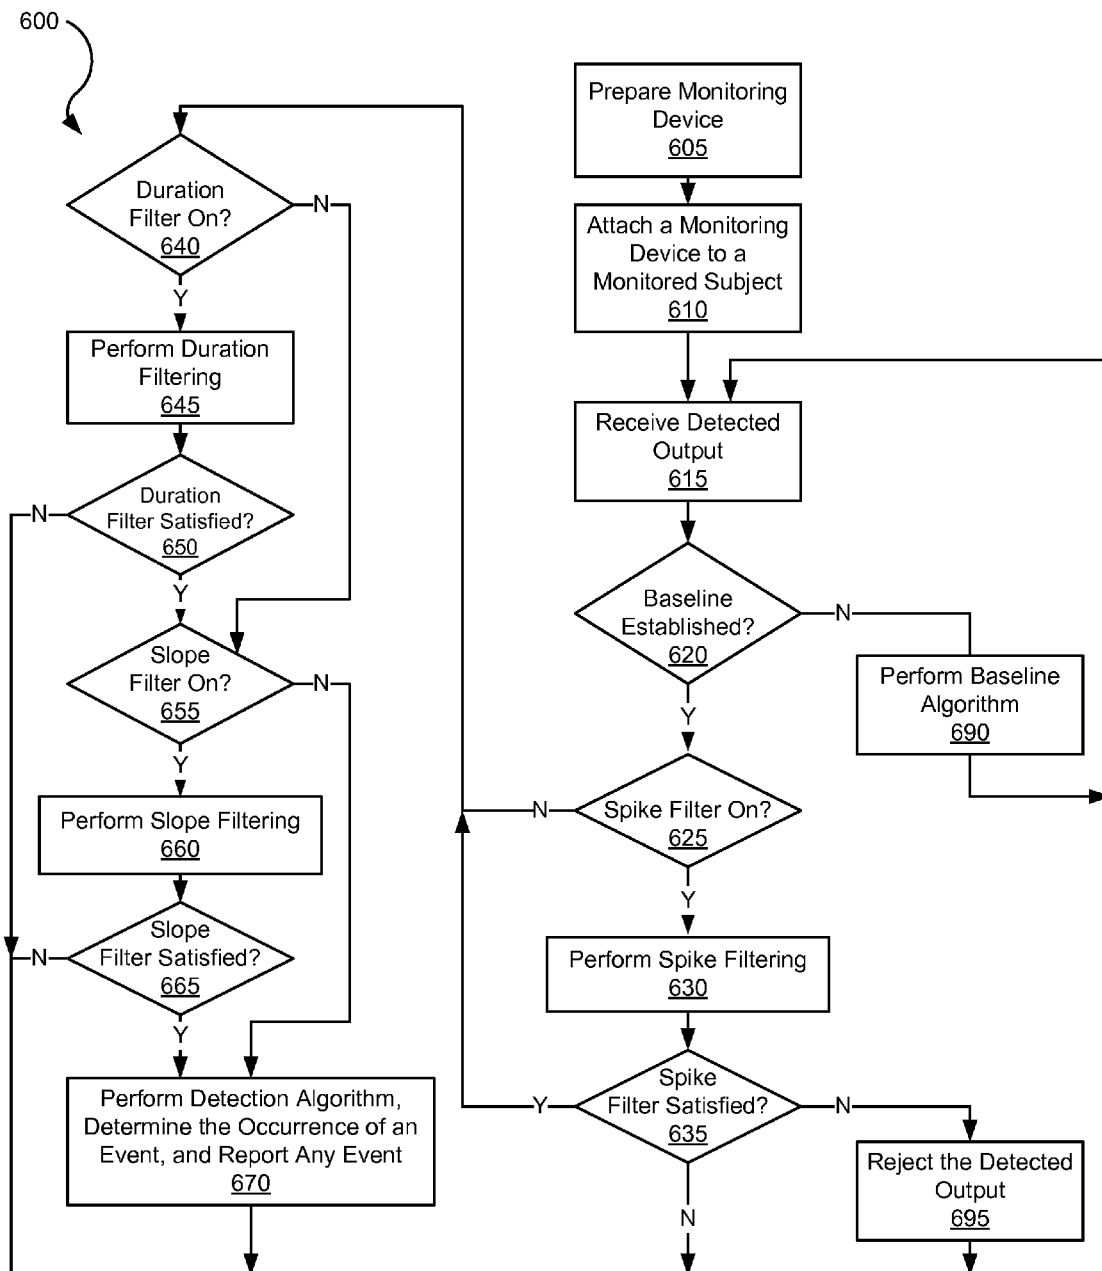 600
Duration
Filter On?
640
N
Y
Perform Duration
Filtering
645
Duration
Filter Satisfied?
650
N
Y
Slope
Filter On?
655
N
Y
Perform Slope Filtering
660
Slope
Filter Satisfied?
665
N
Y
Perform Detection Algorithm,
Determine the Occurrence of an
Event, and Report Any Event
670
Prepare Monitoring
Device
605
Attach a Monitoring
Device to a
Monitored Subject
610
Receive Detected
Output
615
Baseline
Established?
620
N
Y
Perform Baseline
Algorithm
690
Spike Filter On?
625
N
Y
Perform Spike Filtering
630
Spike
Filter Satisfied?
635
Y
N
N
Reject the Detected
Output
695